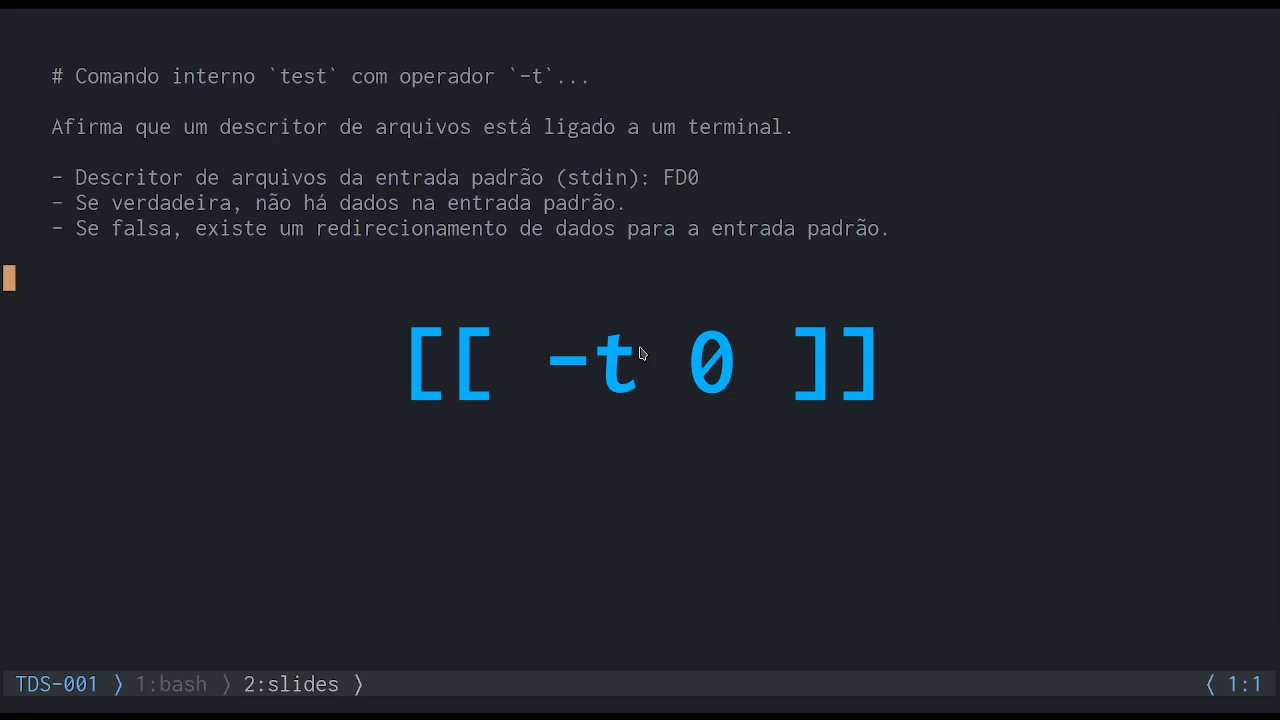 # Comando interno `test` com operador `-t`...
Afirma que um descritor de arquivos está ligado a um terminal.
- Descritor de arquivos da entrada padrão (stdin): FD0
- Se verdadeira, não há dados na entrada padrão.
- Se falsa, existe um redirecionamento de dados para a entrada padrão.
[[ -t 0 ]]
TDS-001 ⟩ 1:bash ⟩ 2:slides ⟩ ⟨ 1:1